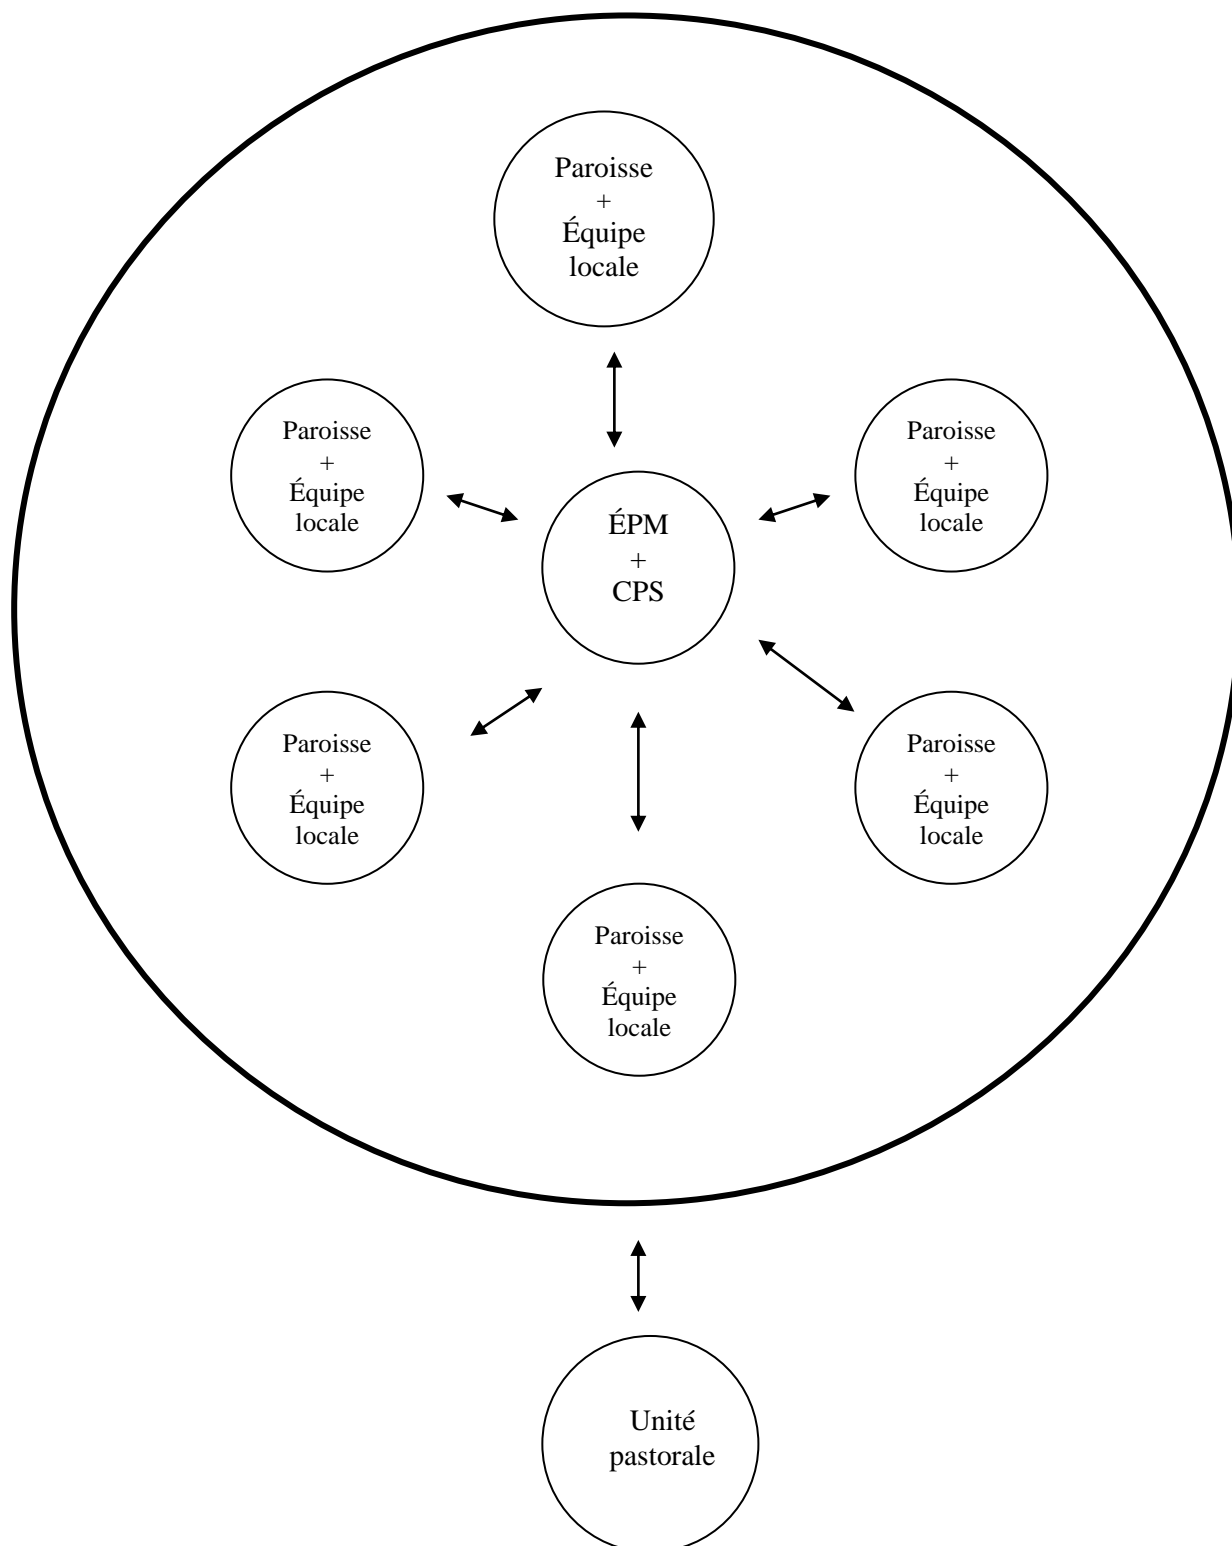 Paroisse
+
Équipe
locale
Paroisse
+
Équipe
locale
Paroisse
+
Équipe
locale
ÉPM
+
CPS
Paroisse
+
Équipe
locale
Paroisse
+
Équipe
locale
Paroisse
+
Équipe
locale
Unité
pastorale